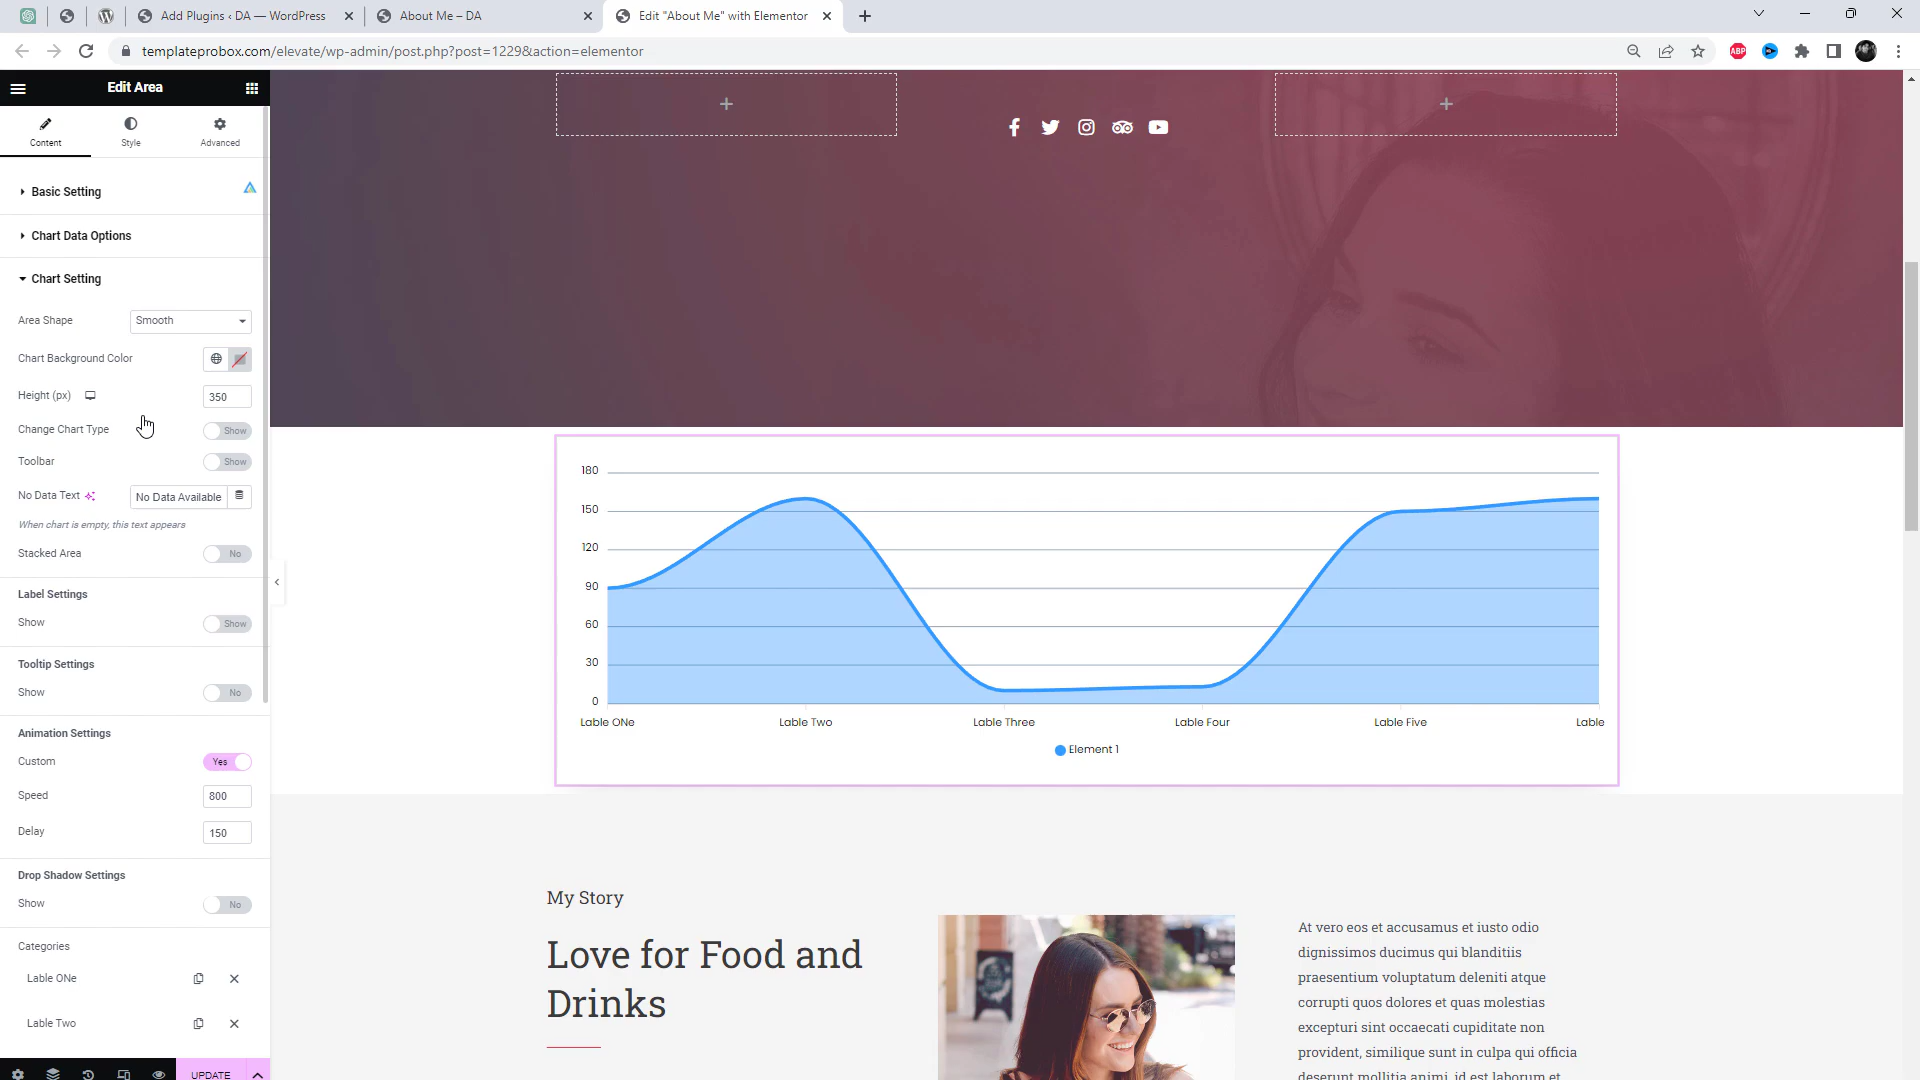 Add Plugins ‹ DA — WordPress
About Me – DA
Edit "About Me" with Elementor
templateprobox.com/elevate/wp-admin/post.php?post=1229&action=elementor
ABP
Edit Area
Content
Style
Advanced
Basic Setting
Chart Data Options
Chart Setting
Area Shape
Smooth
Chart Background Color
Height (px)
350
Change Chart Type
Show
Toolbar
Show
No Data Text
No Data Available
When chart is empty, this text appears
Stacked Area
No
Label Settings
Show
Show
Tooltip Settings
Show
No
Animation Settings
Custom
Yes
Speed
800
Delay
150
Drop Shadow Settings
Show
No
Categories
Lable ONe
Lable Two
UPDATE
180
150
120
90
60
30
0
Lable ONe
Lable Two
Lable Three
Lable Four
Lable Five
Lable
Element 1
My Story
Love for Food and
Drinks
At vero eos et accusamus et iusto odio
dignissimos ducimus qui blanditiis
praesentium voluptatum deleniti atque
corrupti quos dolores et quas molestias
excepturi sint occaecati cupiditate non
provident, similique sunt in culpa qui officia
deserunt mollitia animi, id est laborum et